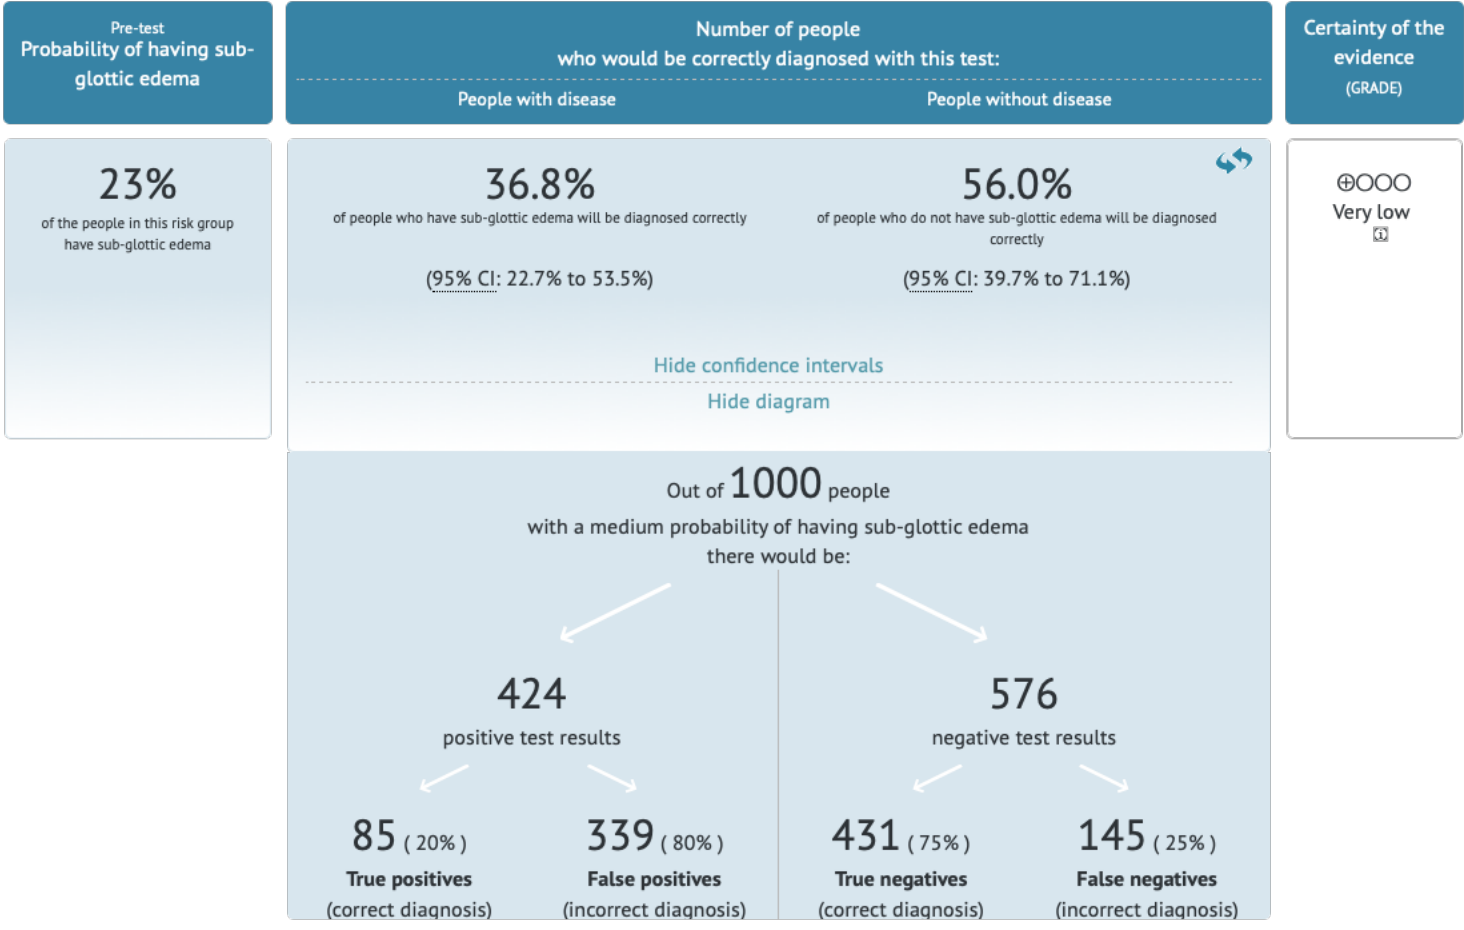 Pre-test
Probability of having sub-
glottic edema
Number of people
who would be correctly diagnosed with this test:
People with disease
People without disease
Certainty of the
evidence
(GRADE)
23%
of the people in this risk group
have sub-glottic edema
36.8%
of people who have sub-glottic edema will be diagnosed correctly
(95% CI: 22.7% to 53.5%)
56.0%
of people who do not have sub-glottic edema will be diagnosed
correctly
(95% CI: 39.7% to 71.1%)
⊕○○○
Very low
Hide confidence intervals
Hide diagram
Out of 1000 people
with a medium probability of having sub-glottic edema
there would be:
424
positive test results
576
negative test results
85 ( 20% )
True positives
(correct diagnosis)
339 ( 80% )
False positives
(incorrect diagnosis)
431 ( 75% )
True negatives
(correct diagnosis)
145 ( 25% )
False negatives
(incorrect diagnosis)